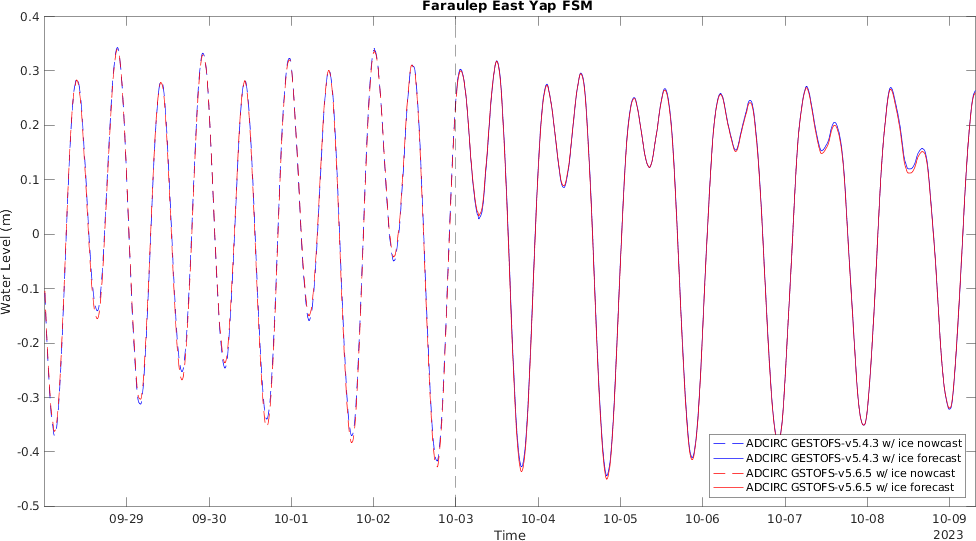 Faraulep East Yap FSM
0.4
0.3
0.2
0.1
0
-0.1
-0.2
-0.3
-0.4
-0.5
Water Level (m)
ADCIRC GESTOFS-v5.4.3 w/ ice nowcast
ADCIRC GESTOFS-v5.4.3 w/ ice forecast
ADCIRC GSTOFS-v5.6.5 w/ ice nowcast
ADCIRC GSTOFS-v5.6.5 w/ ice forecast
09-29 09-30 10-01 10-02 10-03 10-04 10-05 10-06 10-07 10-08 10-09
2023
Time